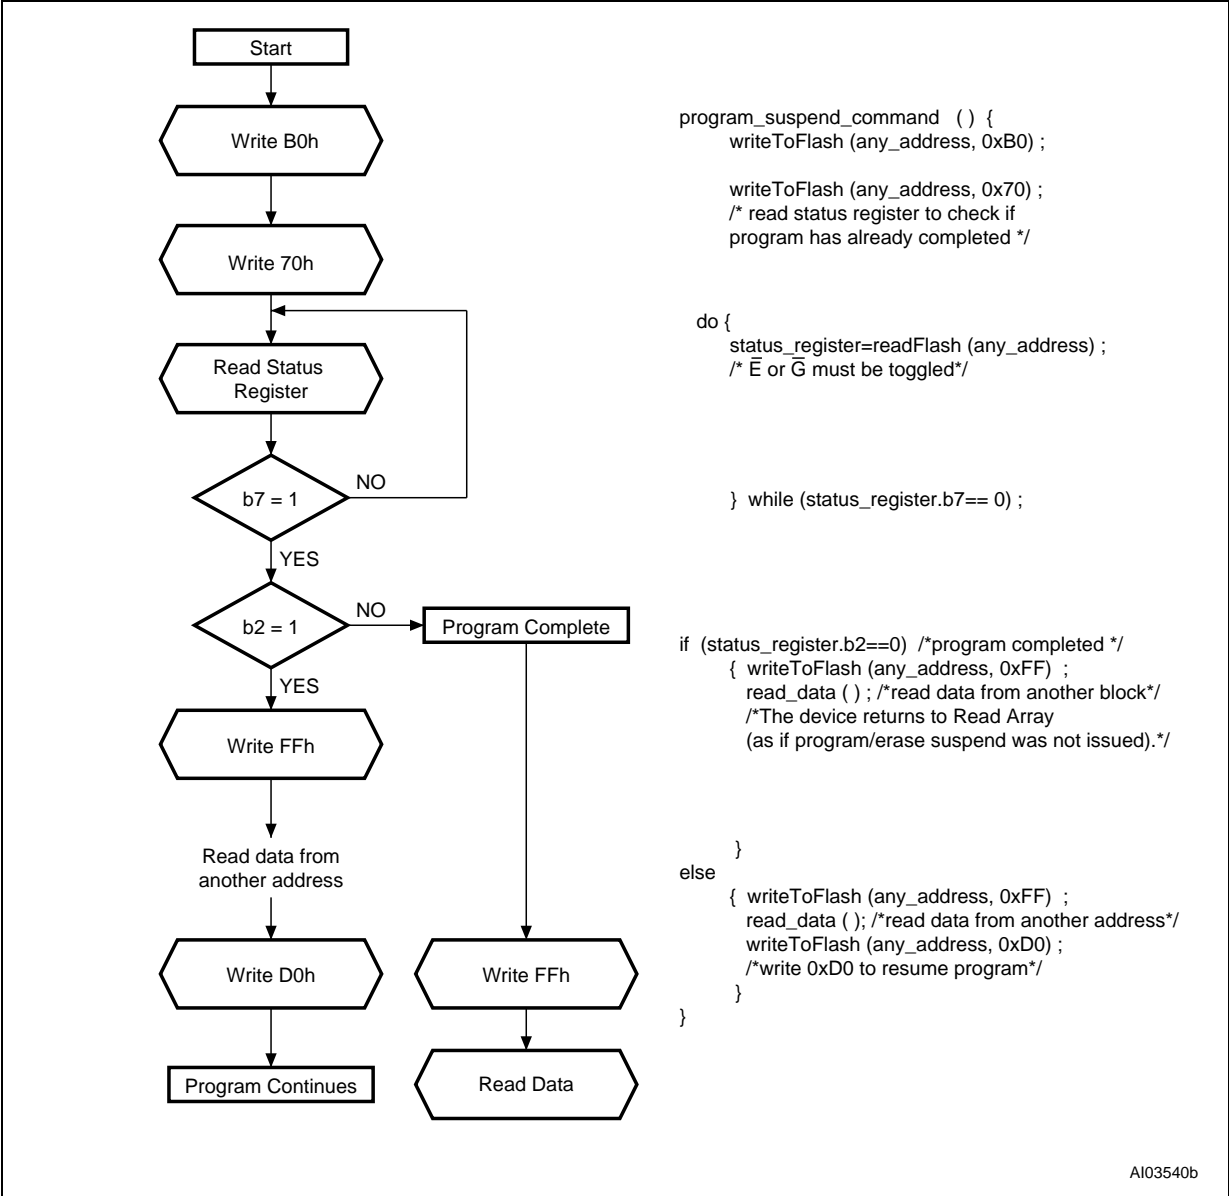 Start
Write B0h
Write 70h
Read Status
Register
b7 = 1
NO
YES
b2 = 1
NO
Program Complete
YES
Write FFh
Read data from
another address
Write D0h
Program Continues
Write FFh
Read Data
program_suspend_command ( ) {
writeToFlash (any_address, 0xB0) ;
writeToFlash (any_address, 0x70) ;
/* read status register to check if
program has already completed */
do {
status_register=readFlash (any_address) ;
/* E̅ or G̅ must be toggled*/
} while (status_register.b7== 0) ;
if (status_register.b2==0) /*program completed */
{ writeToFlash (any_address, 0xFF) ;
read_data ( ) ; /*read data from another block*/
/*The device returns to Read Array
(as if program/erase suspend was not issued).*/
}
else
{ writeToFlash (any_address, 0xFF) ;
read_data ( ); /*read data from another address*/
writeToFlash (any_address, 0xD0) ;
/*write 0xD0 to resume program*/
}
}
AI03540b